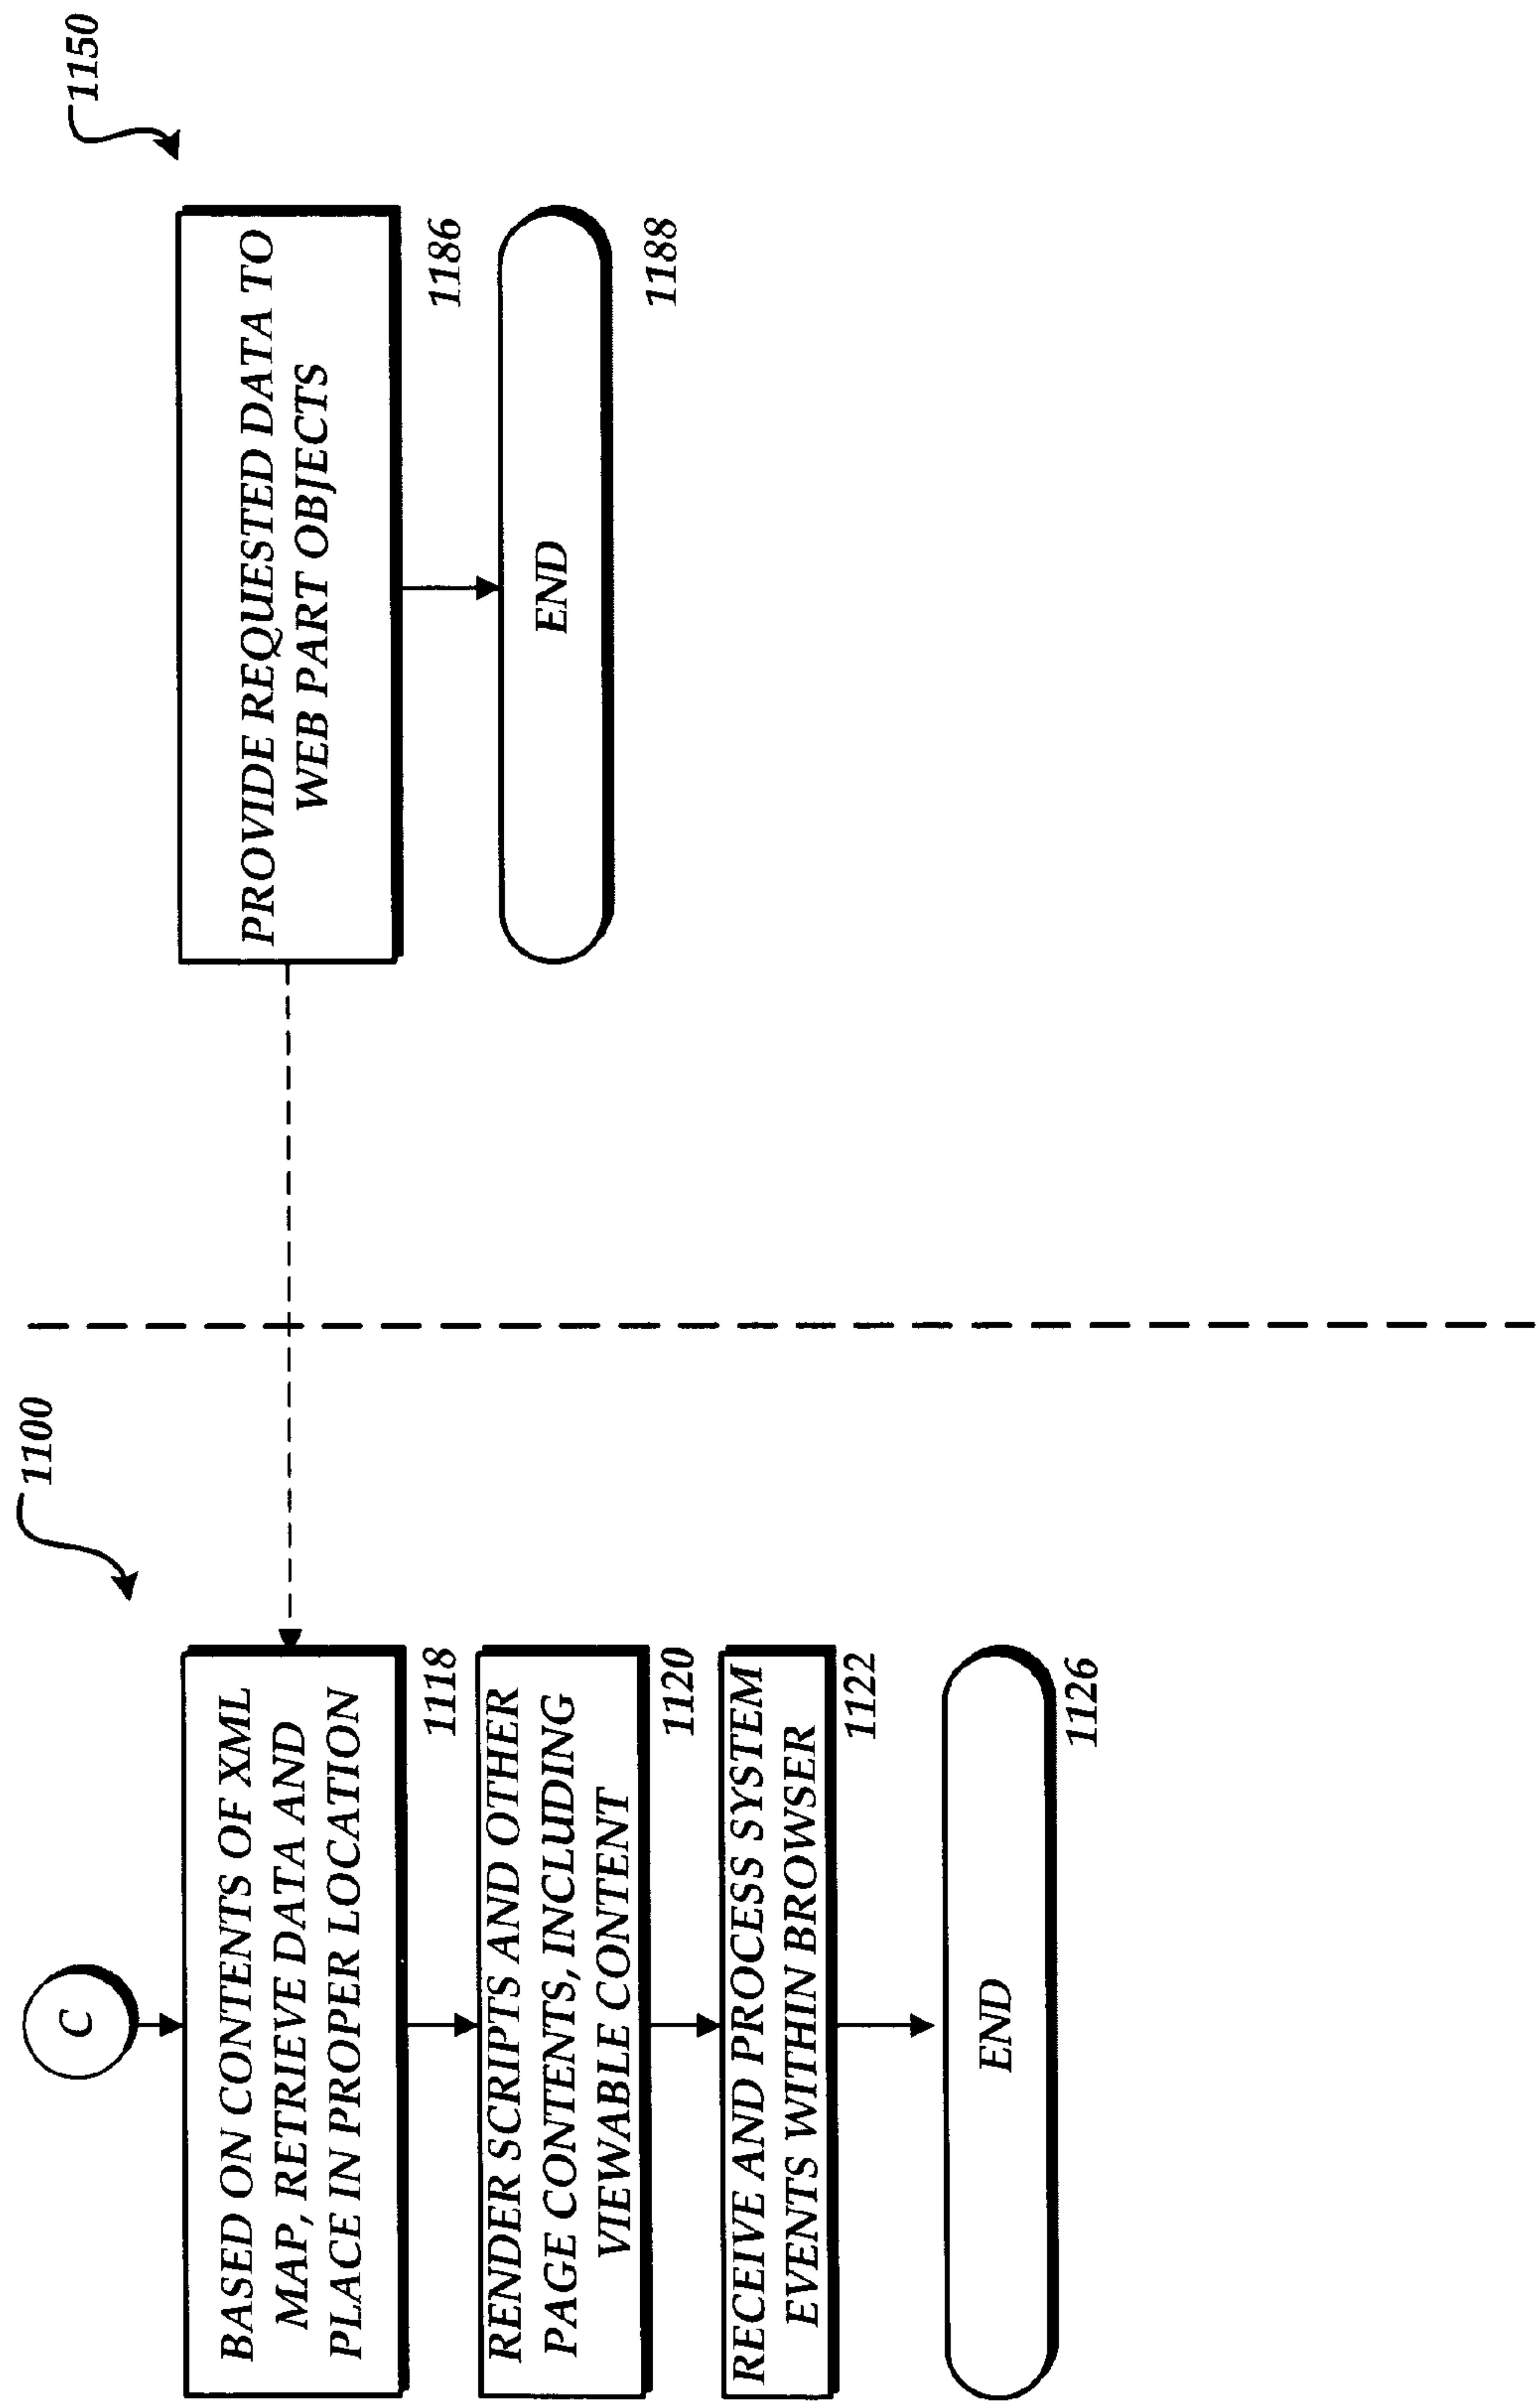 1100
C
BASED ON CONTENTS OF XML
MAP, RETRIEVE DATA AND
PLACE IN PROPER LOCATION
1118
RENDER SCRIPTS AND OTHER
PAGE CONTENTS, INCLUDING
VIEWABLE CONTENT
1120
RECEIVE AND PROCESS SYSTEM
EVENTS WITHIN BROWSER
1122
END
1126
1150
PROVIDE REQUESTED DATA TO
WEB PART OBJECTS
1186
END
1188